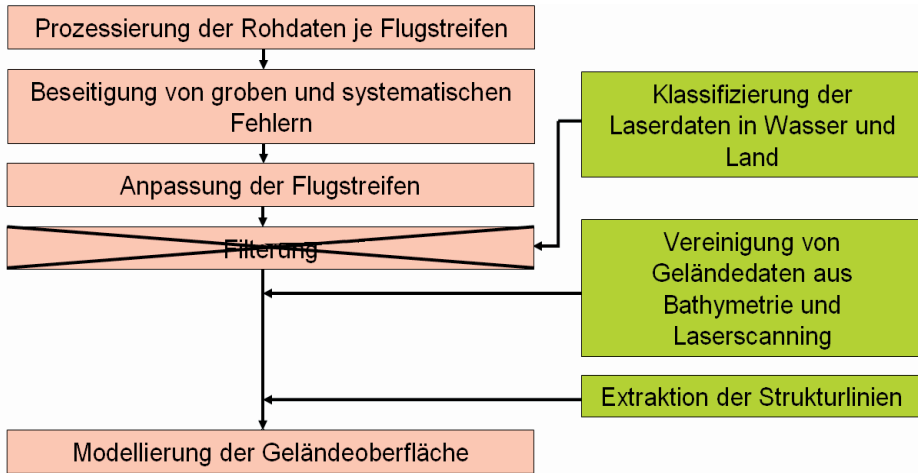 Prozessierung der Rohdaten je Flugstreifen
Beseitigung von groben und systematischen
Fehlern
Anpassung der Flugstreifen
Filterung
Modellierung der Geländeoberfläche
Klassifizierung der
Laserdaten in Wasser und
Land
Vereinigung von
Geländedaten aus
Bathymetrie und
Laserscanning
Extraktion der Strukturlinien